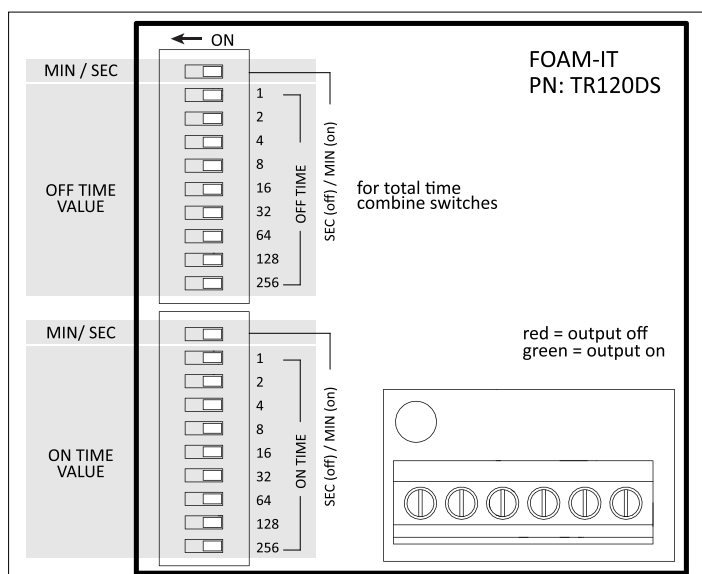 ← ON
FOAM-IT
PN: TR120DS
MIN / SEC
1
2
4
8
16
32
64
128
256
OFF TIME
VALUE
OFF TIME
SEC (off) / MIN (on)
for total time
combine switches
MIN/ SEC
1
2
4
8
16
32
64
128
256
ON TIME
VALUE
ON TIME
SEC (off) / MIN (on)
red = output off
green = output on